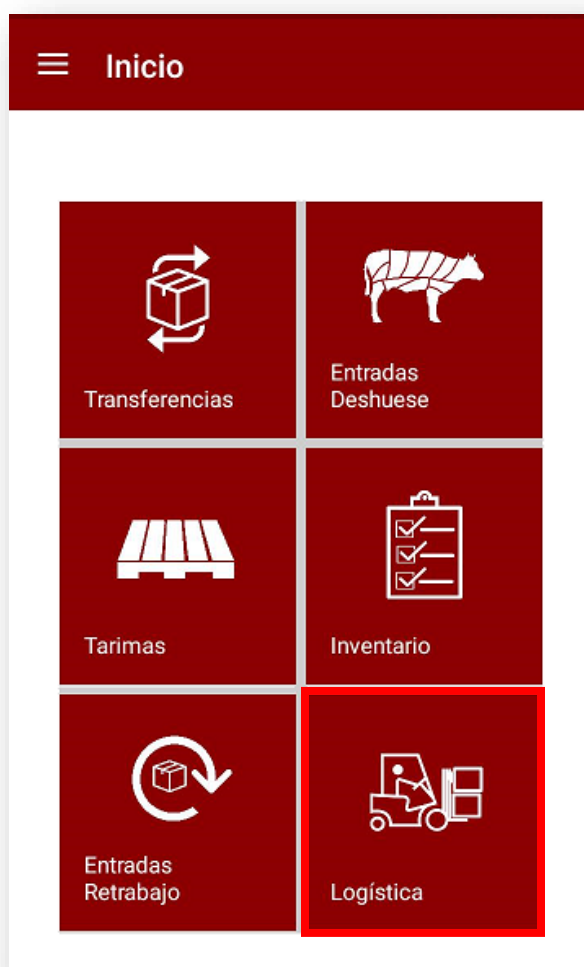 Inicio
Transferencias
Entradas
Deshuese
Tarimas
Inventario
Entradas
Retrabajo
Logística